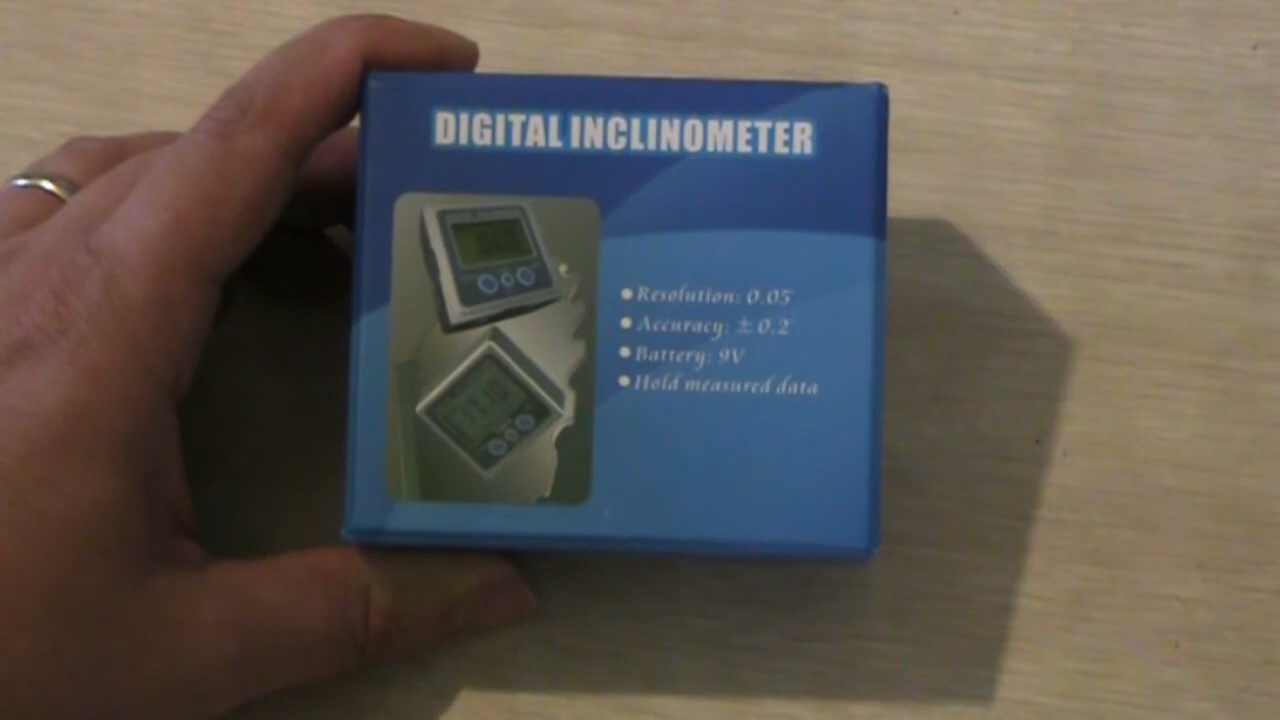 DIGITAL INCLINOMETER
Resolution: 0.05
Accuracy: ±0.2
Battery: 9V
Hold measured data